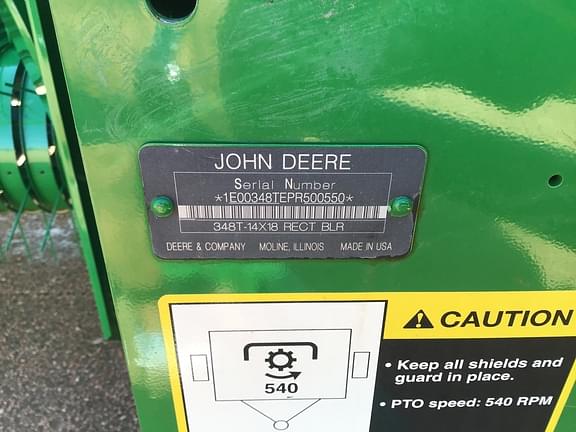 JOHN DEERE
Serial Number
*1E00348TEPR500550*
348T-14X18 RECT BLR
DEERE & COMPANY MOLINE, ILLINOIS MADE IN USA
CAUTION
540
• Keep all shields and
guard in place.
• PTO speed: 540 RPM